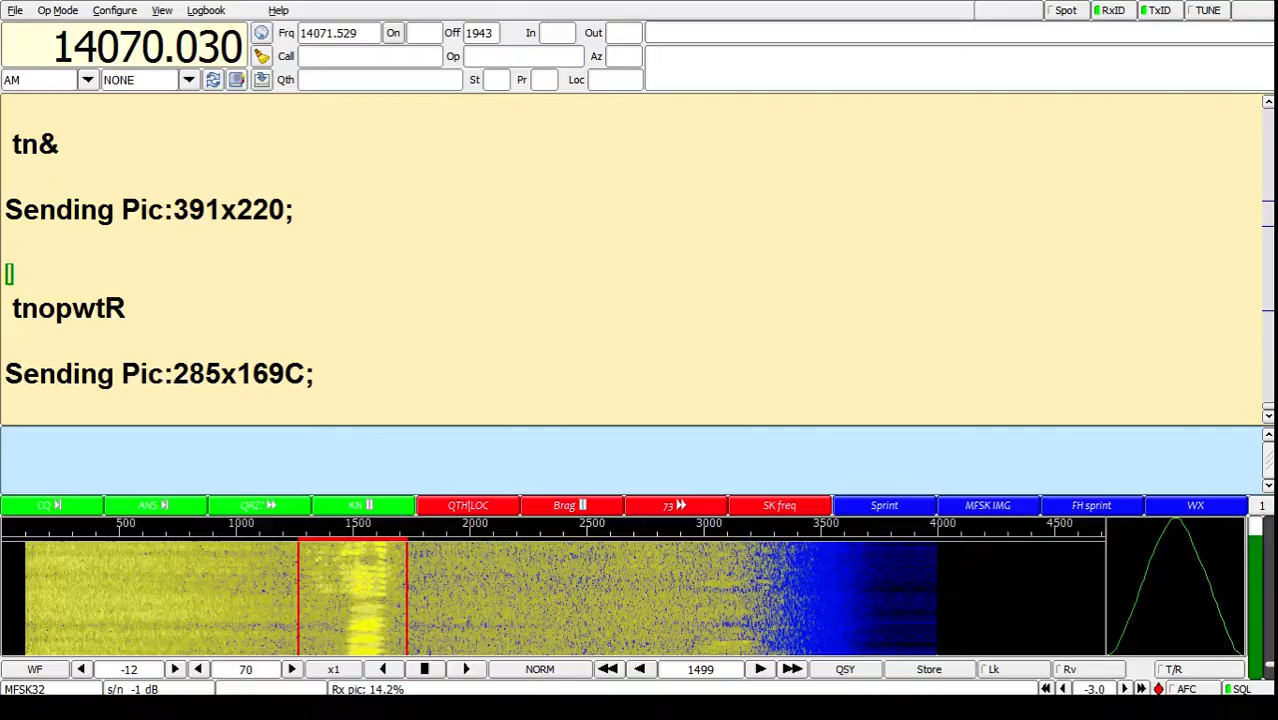 File Op Mode Configure View Logbook Help Spot RxID TxID TUNE
14070.030 Frq 14071.529 On Off 1943 In Out
Call Op Az
AM NONE Qth St Pr Loc
tn&
Sending Pic:391x220;
[]
tnopwtR
Sending Pic:285x169C;
CQ ANS QRZ? KN QTH|LOC Brag 73 SK freq Sprint MFSK IMG FH sprint WX 1
500 1000 1500 2000 2500 3000 3500 4000 4500
WF -12 70 x1 NORM 1499 QSY Store Lk Rv T/R
MFSK32 s/n -1 dB Rx pic: 14.2% -3.0 AFC SQL